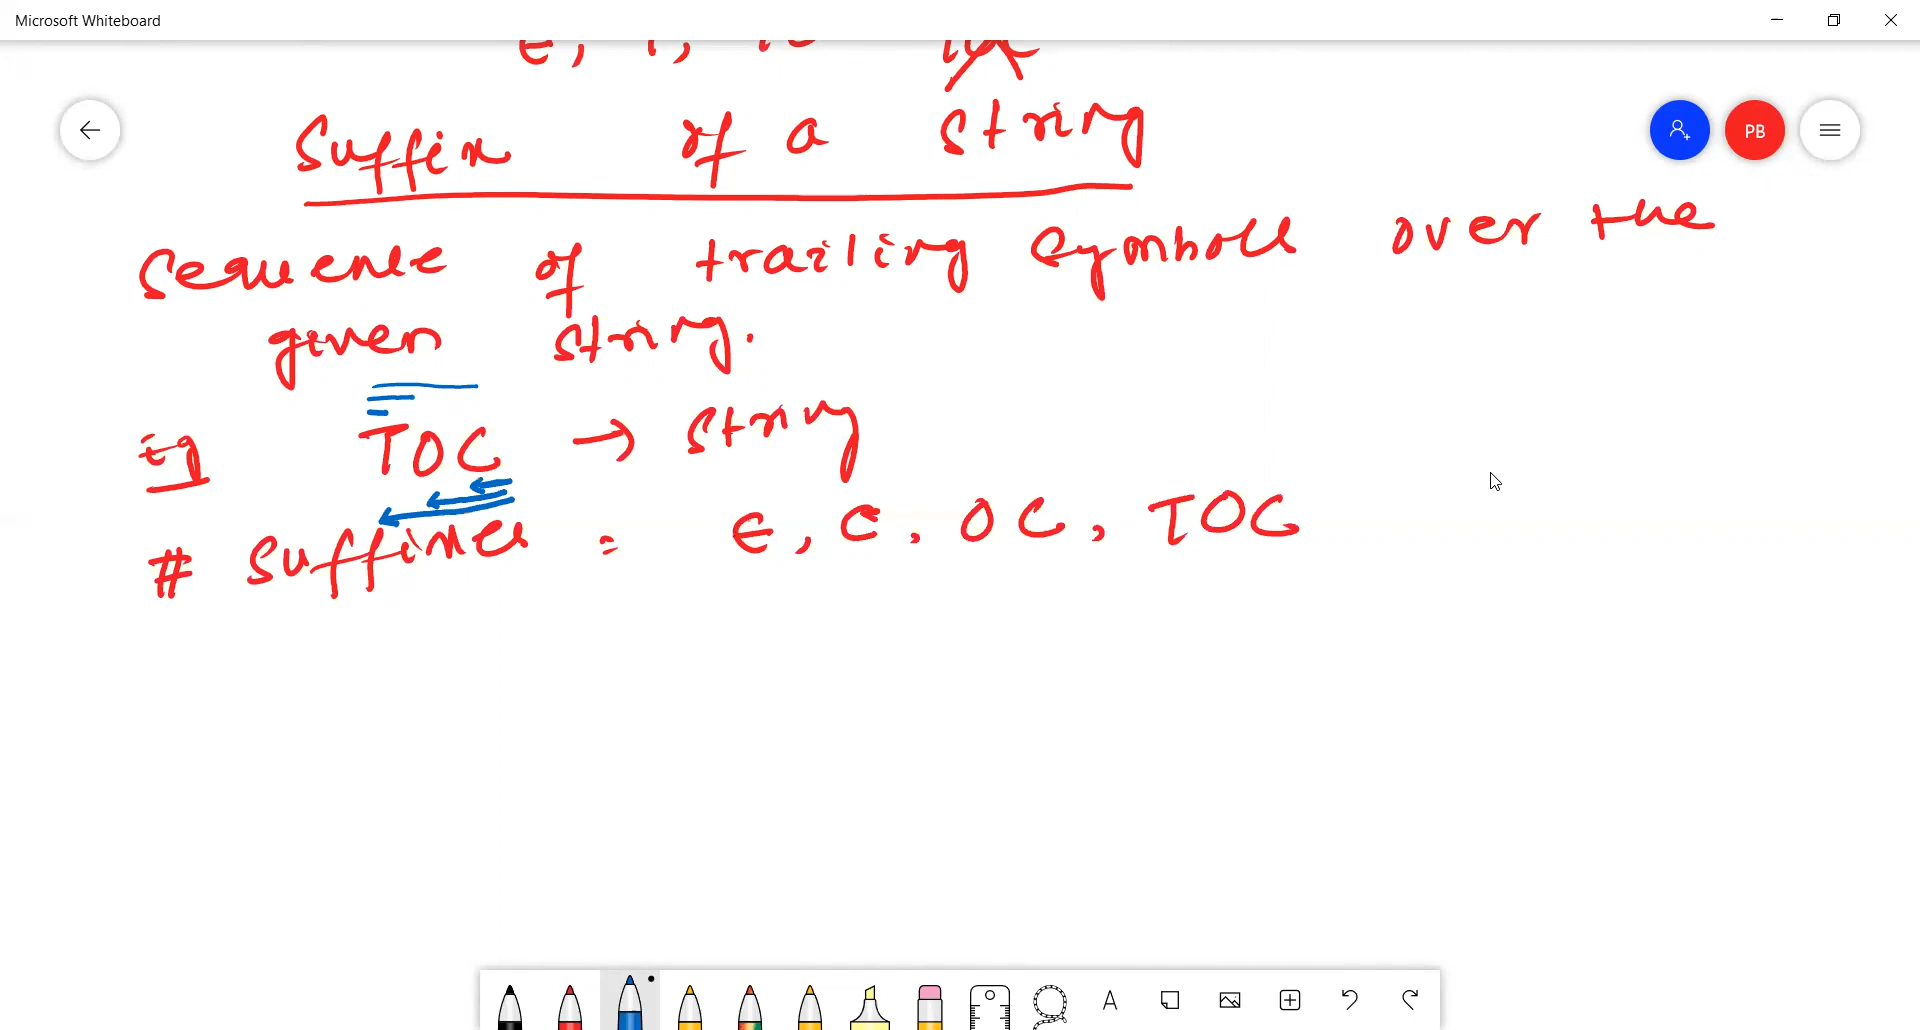 Microsoft Whiteboard
ϵ, T, TO
Suffix of a string
PB
Sequence of trailing symbols over the
given string.
Eg TOC → string
# Suffixes = ϵ, C, OC, TOC
A